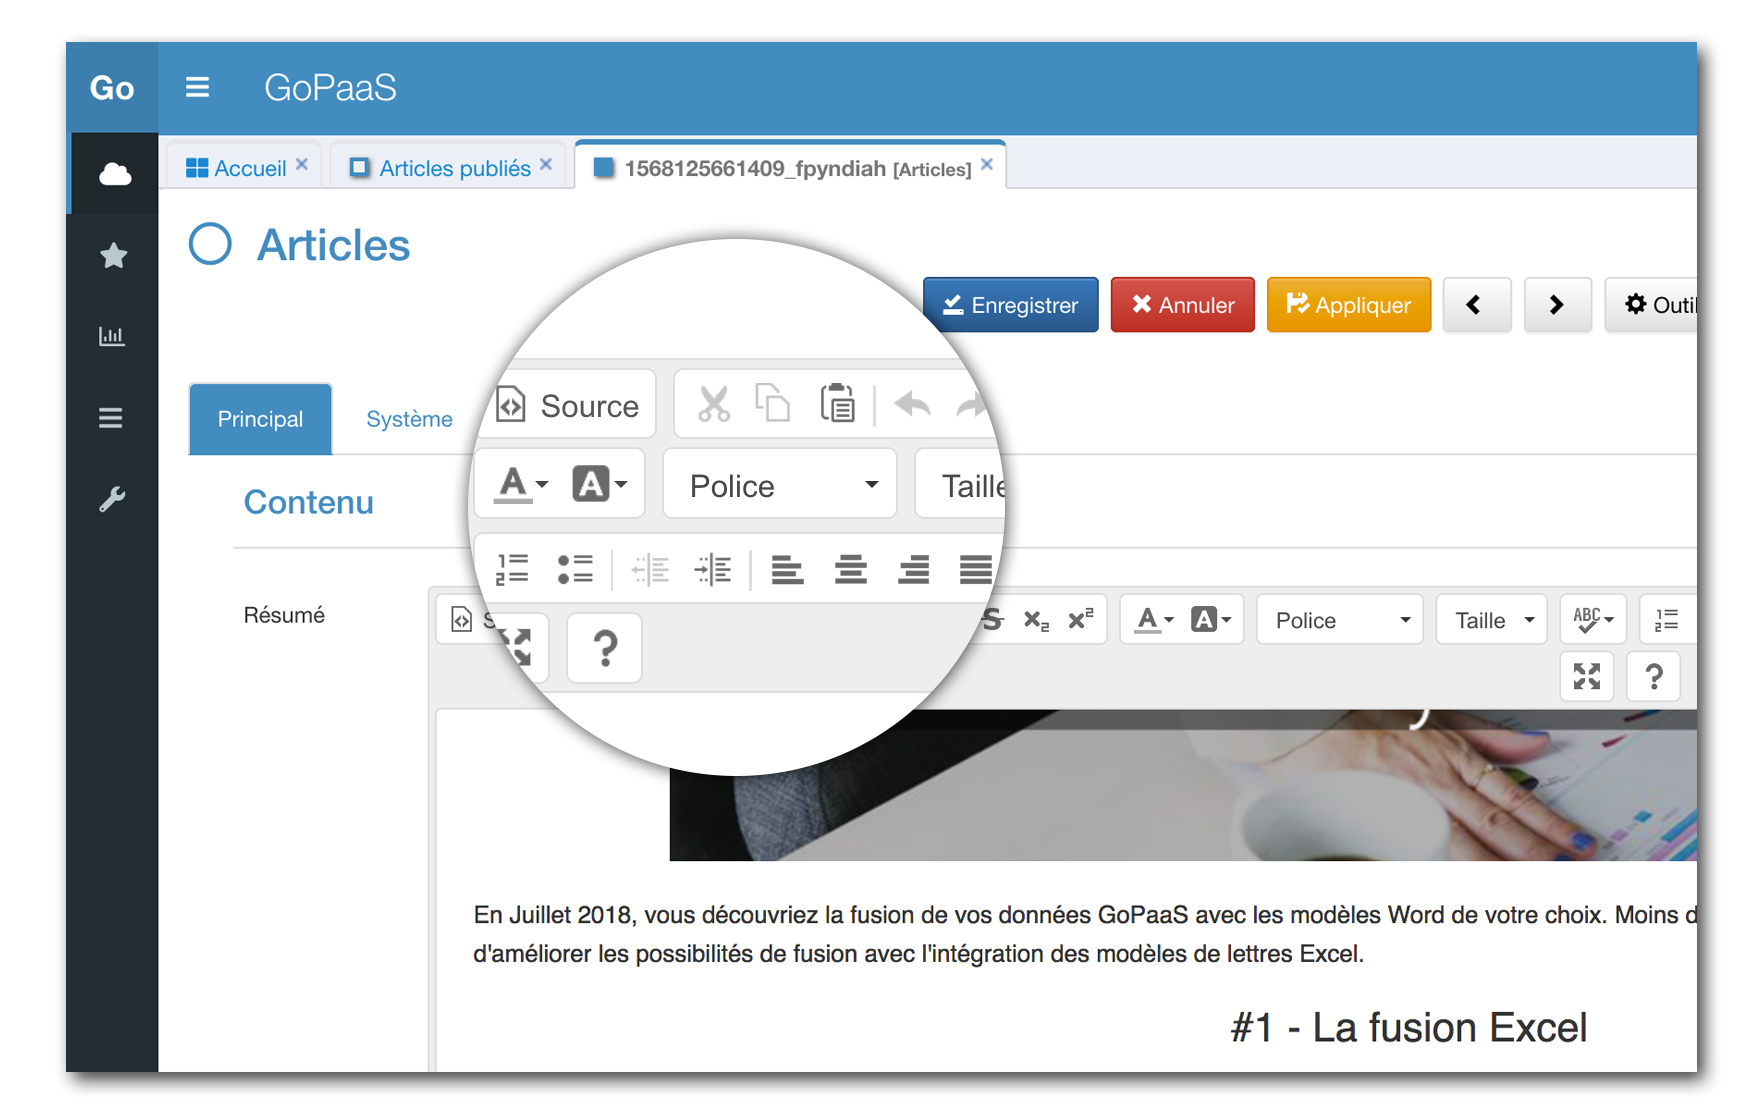 Go GoPaaS
Accueil Articles publiés 1568125661409_fpyndiah [Articles]
Articles
Enregistrer Annuler Appliquer
Source
Principal Système
Police
Contenu
Résumé
Police Taille ABC
?
?
En Juillet 2018, vous découvriez la fusion de vos données GoPaaS avec les modèles Word de votre choix. Moins
d'améliorer les possibilités de fusion avec l'intégration des modèles de lettres Excel.
#1 - La fusion Excel